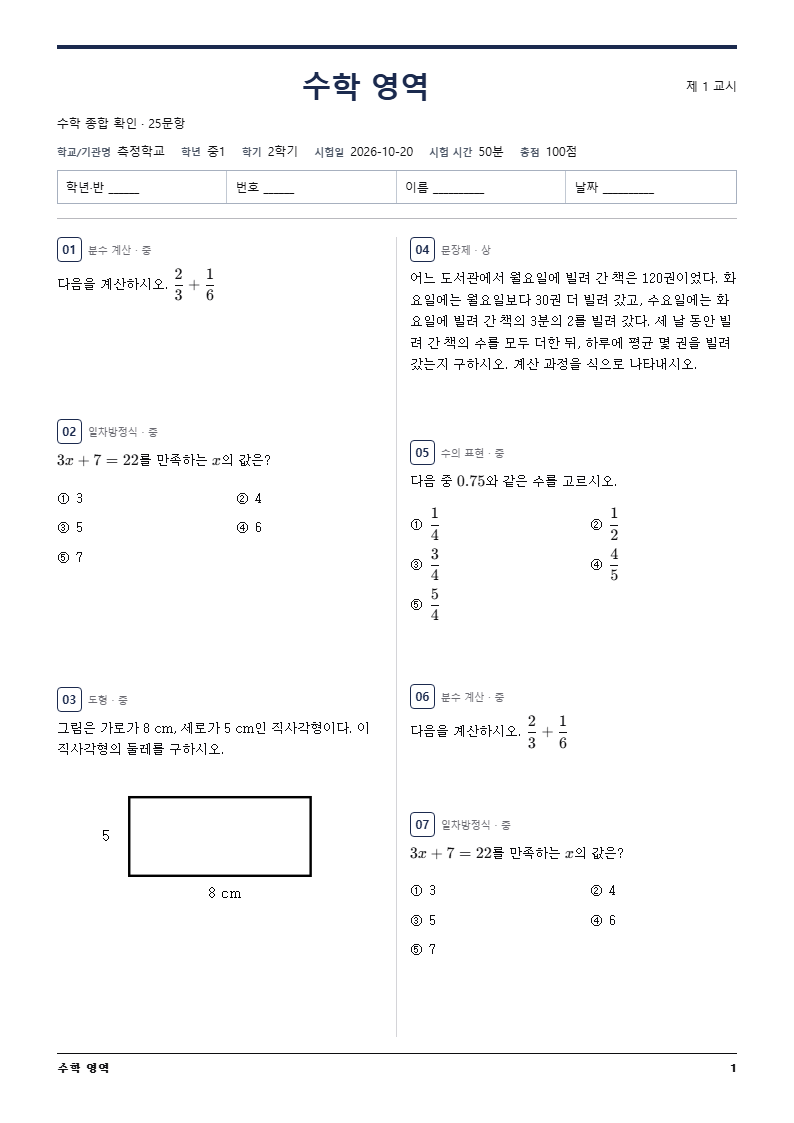 수학 영역
제 1 교시
수학 종합 확인 · 25문항
학교/기관명 측정학교 학년 중1 학기 2학기 시험일 2026-10-20 시험 시간 50분 총점 100점
학년·반 ______ 번호 ______ 이름 __________ 날짜 __________
01 분수 계산 · 중
다음을 계산하시오. 2/3 + 1/6
02 일차방정식 · 중
3x + 7 = 22를 만족하는 x의 값은?
① 3 ② 4
③ 5 ④ 6
⑤ 7
03 도형 · 중
그림은 가로가 8 cm, 세로가 5 cm인 직사각형이다. 이
직사각형의 둘레를 구하시오.
5
8 cm
04 문장제 · 상
어느 도서관에서 월요일에 빌려 간 책은 120권이었다. 화
요일에는 월요일보다 30권 더 빌려 갔고, 수요일에는 화
요일에 빌려 간 책의 3분의 2를 빌려 갔다. 세 날 동안 빌
려 간 책의 수를 모두 더한 뒤, 하루에 평균 몇 권을 빌려
갔는지 구하시오. 계산 과정을 식으로 나타내시오.
05 수의 표현 · 중
다음 중 0.75와 같은 수를 고르시오.
① 1/4 ② 1/2
③ 3/4 ④ 4/5
⑤ 5/4
06 분수 계산 · 중
다음을 계산하시오. 2/3 + 1/6
07 일차방정식 · 중
3x + 7 = 22를 만족하는 x의 값은?
① 3 ② 4
③ 5 ④ 6
⑤ 7
수학 영역 1